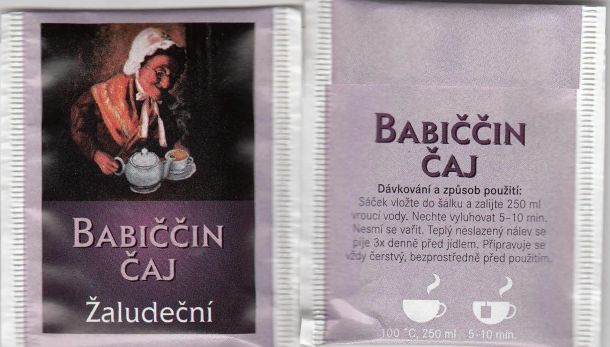 BABIČČIN
ČAJ
Žaludeční
BABIČČIN
ČAJ
Dávkování a způsob použití:
Sáček vložte do šálku a zalijte 250 ml
vroucí vody. Nechte vyluhovat 5-10 min.
Nesmí se vařit. Teplý neslazený nálev se
pije 3x denně před jídlem. Připravuje se
vždy čerstvý, bezprostředně před použitím.
100 °C, 250 ml 5-10 min.